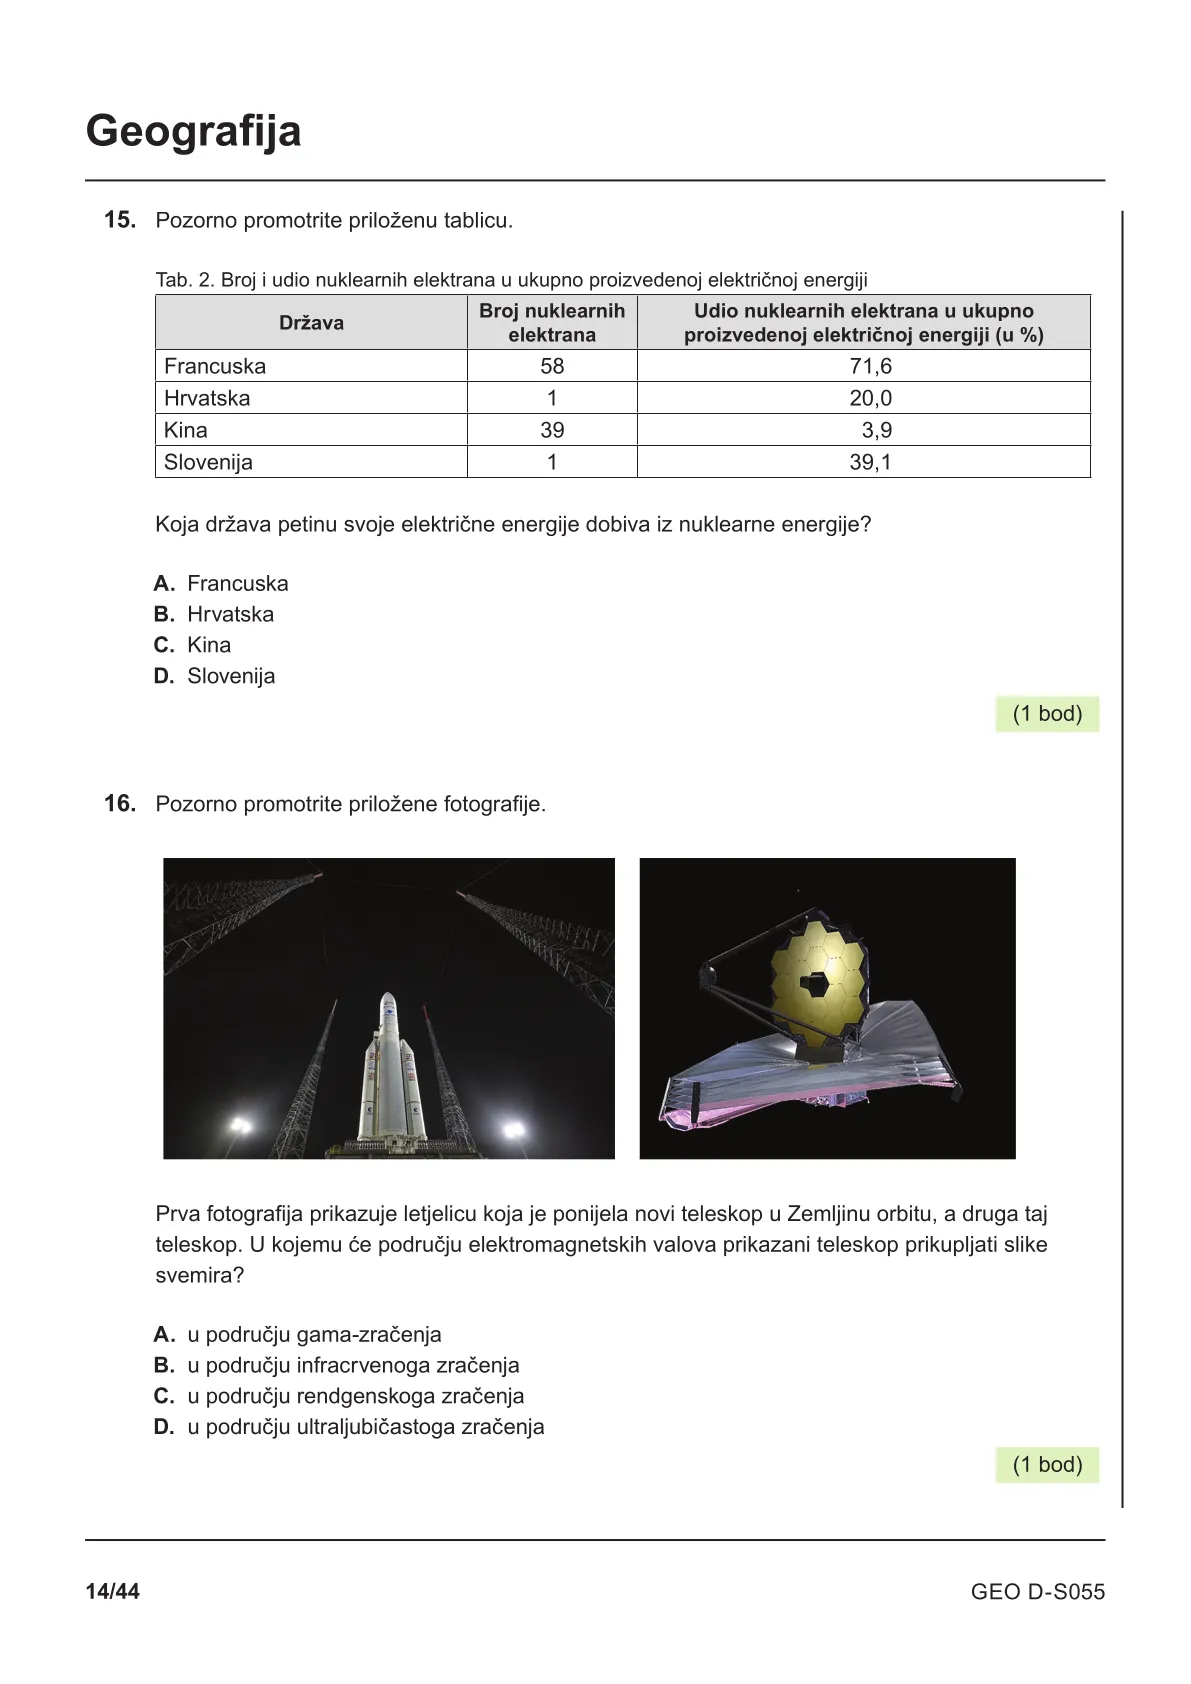 Geografija
15. Pozorno promotrite priloženu tablicu.
Tab. 2. Broj i udio nuklearnih elektrana u ukupno proizvedenoj električnoj energiji
Država Broj nuklearnih elektrana Udio nuklearnih elektrana u ukupno proizvedenoj električnoj energiji (u %)
Francuska 58 71,6
Hrvatska 1 20,0
Kina 39 3,9
Slovenija 1 39,1
Koja država petinu svoje električne energije dobiva iz nuklearne energije?
A. Francuska
B. Hrvatska
C. Kina
D. Slovenija
(1 bod)
16. Pozorno promotrite priložene fotografije.
Prva fotografija prikazuje letjelicu koja je ponijela novi teleskop u Zemljinu orbitu, a druga taj
teleskop. U kojemu će području elektromagnetskih valova prikazani teleskop prikupljati slike
svemira?
A. u području gama-zračenja
B. u području infracrvenoga zračenja
C. u području rendgenskoga zračenja
D. u području ultraljubičastoga zračenja
(1 bod)
14/44
GEO D-S055